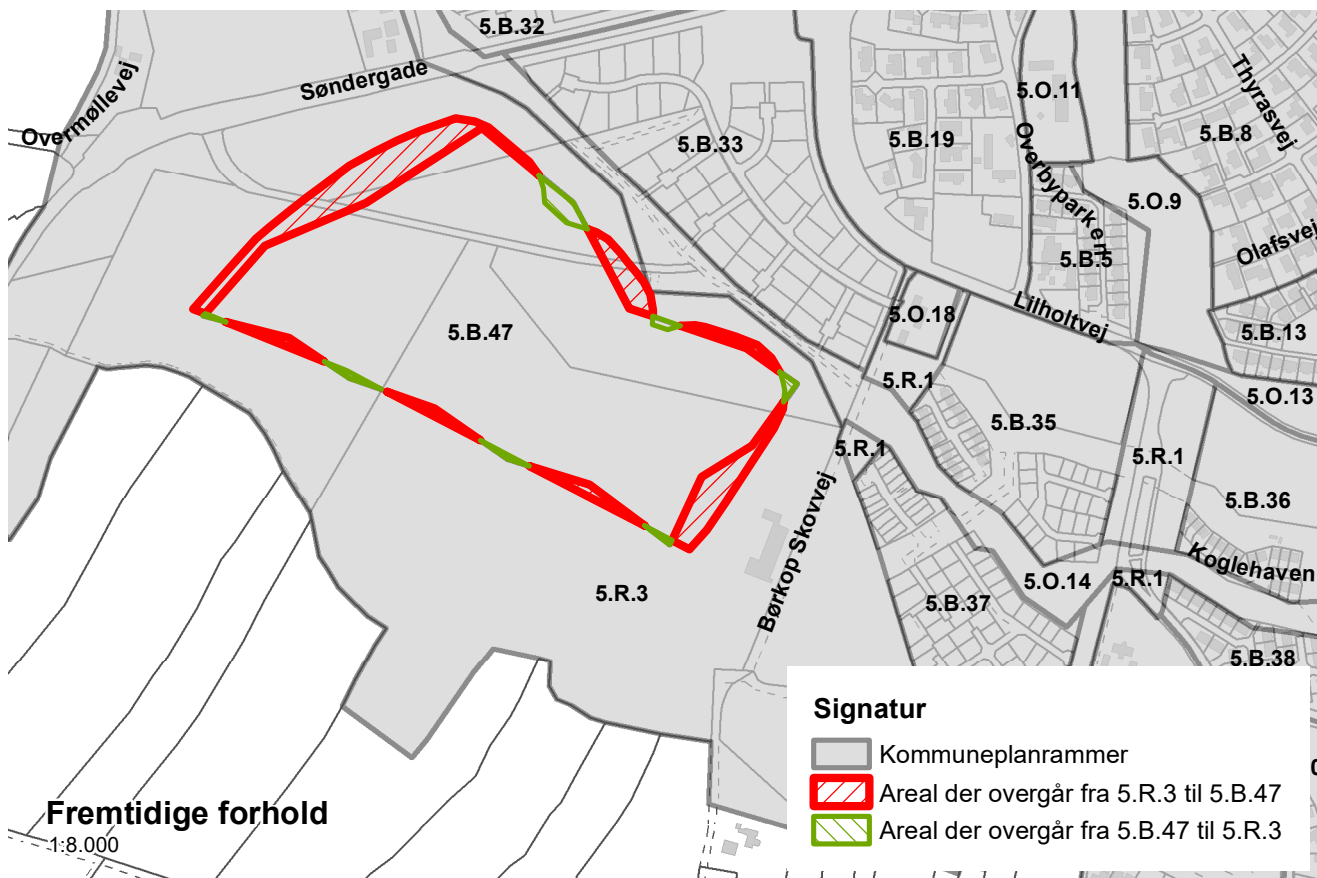 5.B.32
Søndergade
Overmøllevej
5.B.33
5.B.19
5.O.11
Overbyparken
Thyrasvej
5.B.8
5.O.9
Olafsvej
5.B.5
Lilholtvej
5.O.18
5.B.13
5.B.47
5.R.1
5.O.13
5.B.35
5.R.1
5.R.1
5.B.36
Børkop Skovvej
Koglehaven
5.R.3
5.O.14
5.R.1
5.B.37
5.B.38
Signatur
Kommuneplanrammer
Areal der overgår fra 5.R.3 til 5.B.47
Areal der overgår fra 5.B.47 til 5.R.3
Fremtidige forhold
1:8.000